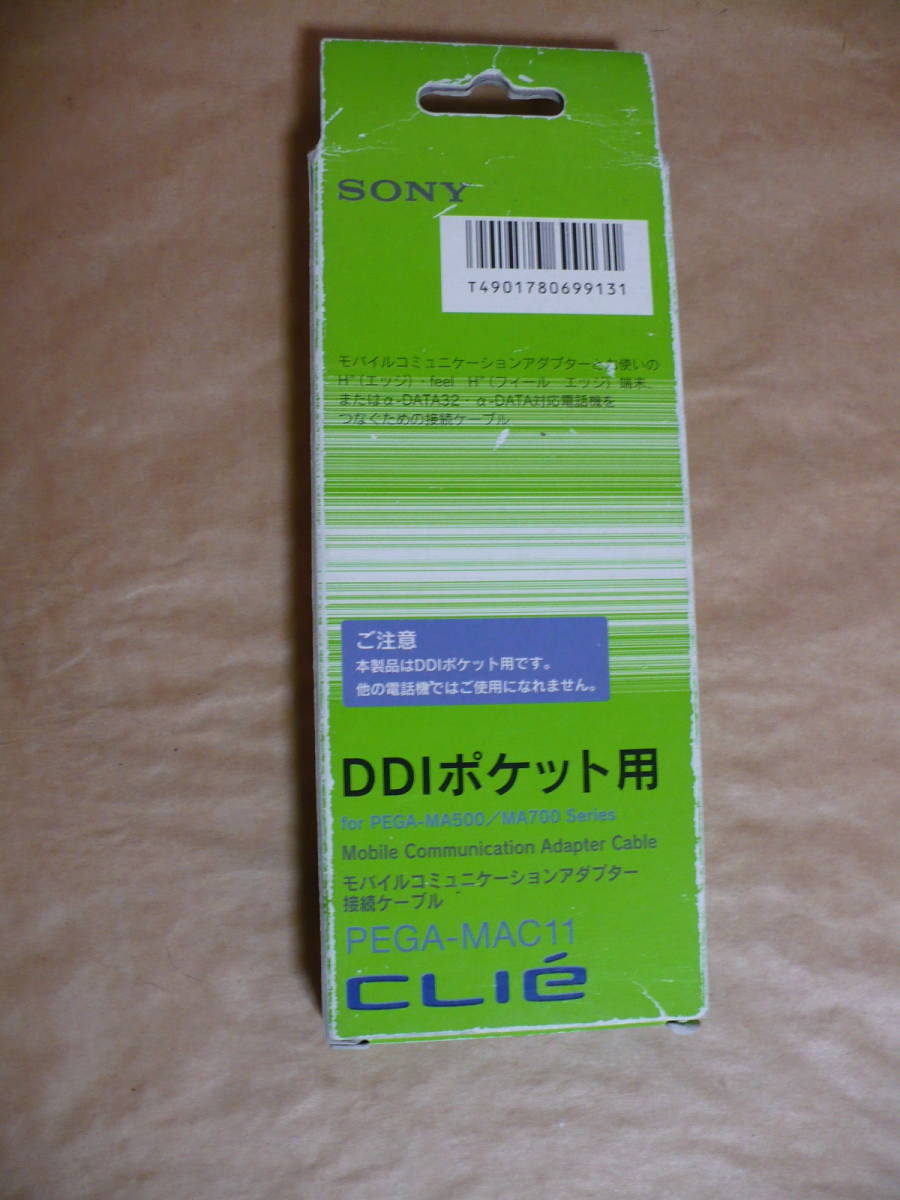 SONY
T4901780699131
モバイルコミュニケーションアダプターとお使いの
H"(エッジ)・feel H"(フィール エッジ)端末、
またはα-DATA32・α-DATA対応電話機を
つなぐための接続ケーブル
ご注意
本製品はDDIポケット用です。
他の電話機ではご使用になれません。
DDIポケット用
for PEGA-MA500/MA700 Series
Mobile Communication Adapter Cable
モバイルコミュニケーションアダプター
接続ケーブル
PEGA-MAC11
CLIÉ